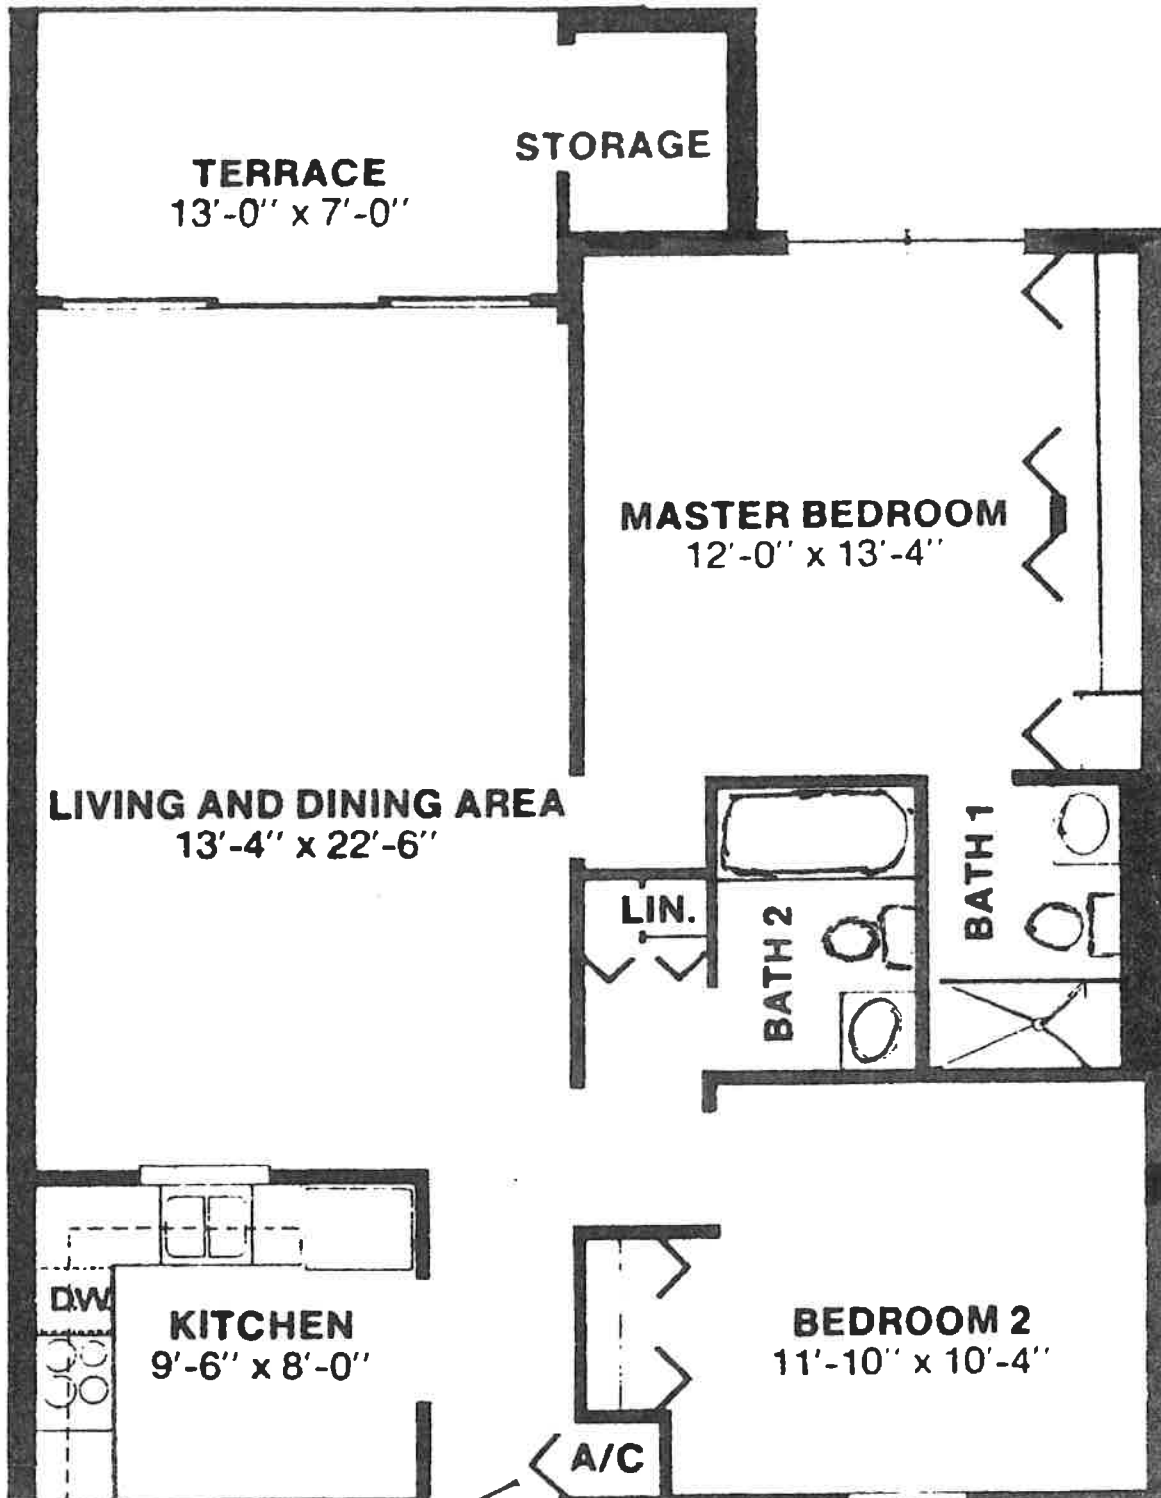 STORAGE
TERRACE
13'-0'' x 7'-0''
MASTER BEDROOM
12'-0'' x 13'-4''
LIVING AND DINING AREA
13'-4'' x 22'-6''
BATH 1
LIN.
BATH 2
D.W.
KITCHEN
9'-6'' x 8'-0''
BEDROOM 2
11'-10'' x 10'-4''
A/C